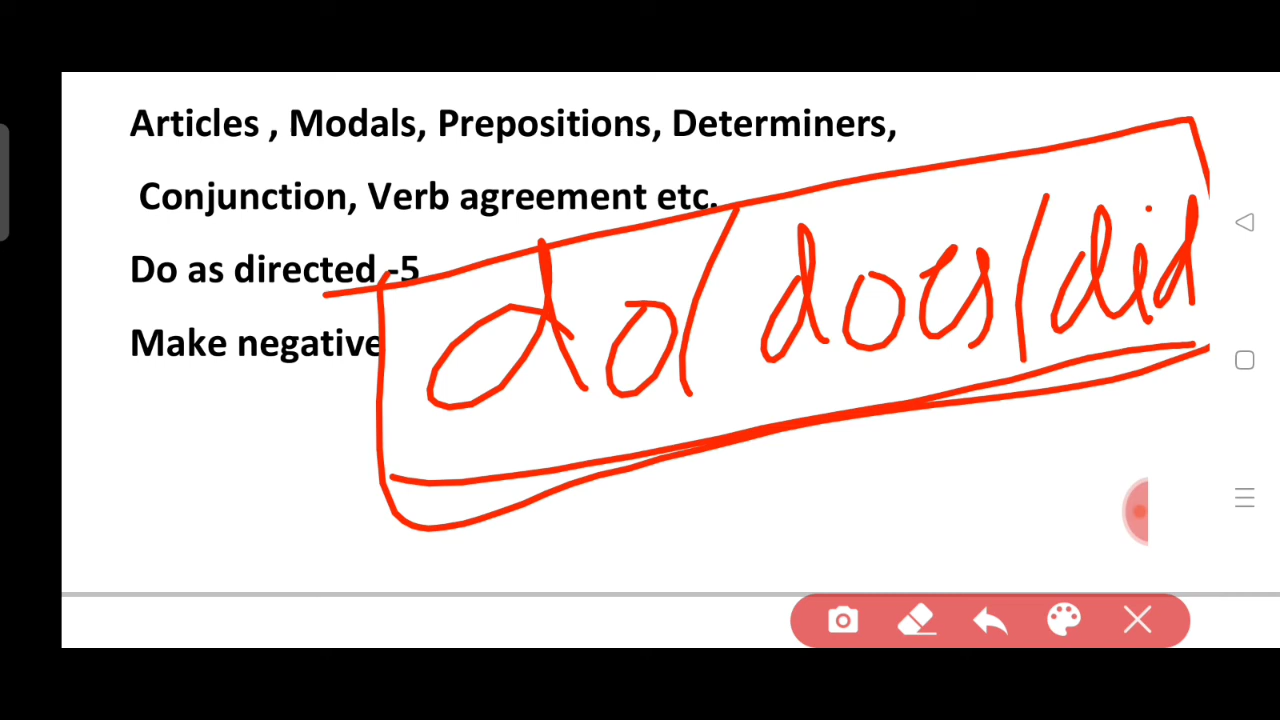 Articles , Modals, Prepositions, Determiners,
Conjunction, Verb agreement etc.
Do as directed -5
Make negative
do/does/did